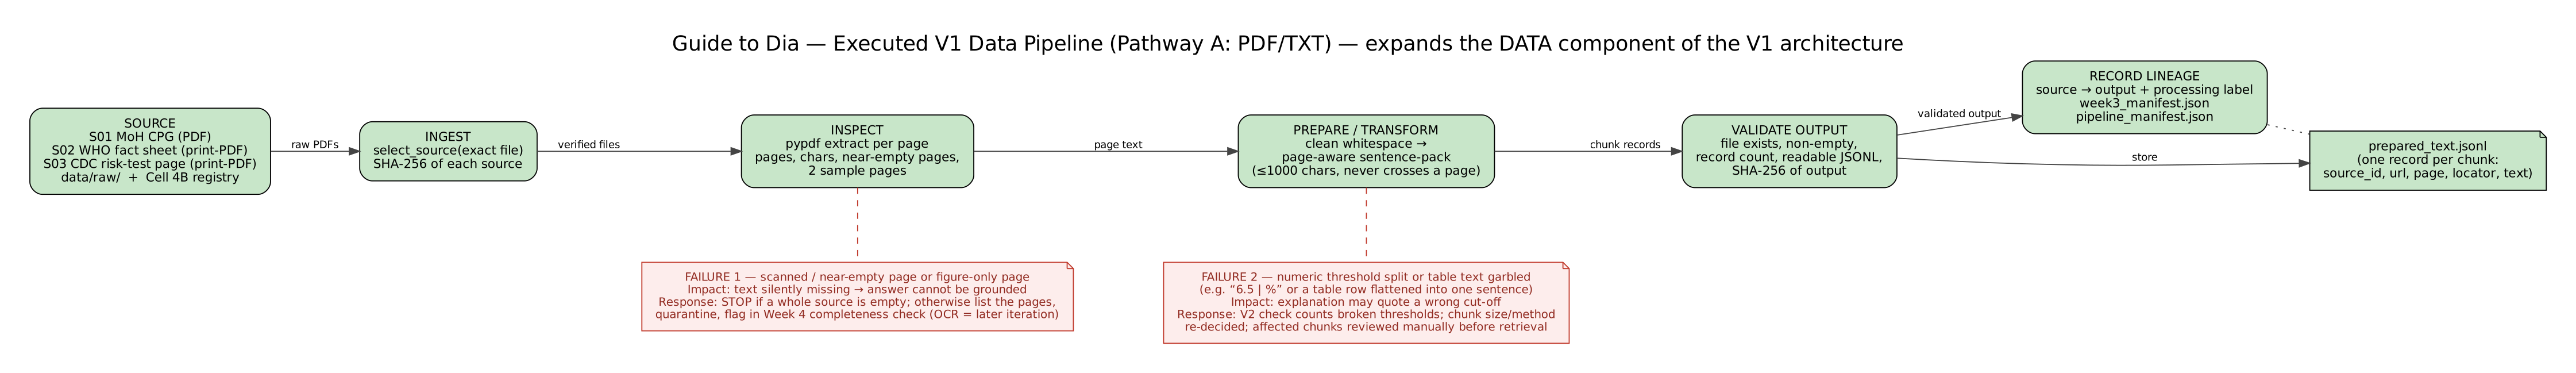 Guide to Dia — Executed V1 Data Pipeline (Pathway A: PDF/TXT) — expands the DATA component of the V1 architecture
SOURCE
S01 MoH CPG (PDF)
S02 WHO fact sheet (print-PDF)
S03 CDC risk-test page (print-PDF)
data/raw/ + Cell 4B registry
raw PDFs
INGEST
select_source(exact file)
SHA-256 of each source
verified files
INSPECT
pypdf extract per page
pages, chars, near-empty pages,
2 sample pages
page text
PREPARE / TRANSFORM
clean whitespace →
page-aware sentence-pack
(≤1000 chars, never crosses a page)
chunk records
VALIDATE OUTPUT
file exists, non-empty,
record count, readable JSONL,
SHA-256 of output
validated output
RECORD LINEAGE
source → output + processing label
week3_manifest.json
pipeline_manifest.json
store
prepared_text.jsonl
(one record per chunk:
source_id, url, page, locator, text)
FAILURE 1 — scanned / near-empty page or figure-only page
Impact: text silently missing → answer cannot be grounded
Response: STOP if a whole source is empty; otherwise list the pages,
quarantine, flag in Week 4 completeness check (OCR = later iteration)
FAILURE 2 — numeric threshold split or table text garbled
(e.g. “6.5 | %” or a table row flattened into one sentence)
Impact: explanation may quote a wrong cut-off
Response: V2 check counts broken thresholds; chunk size/method
re-decided; affected chunks reviewed manually before retrieval